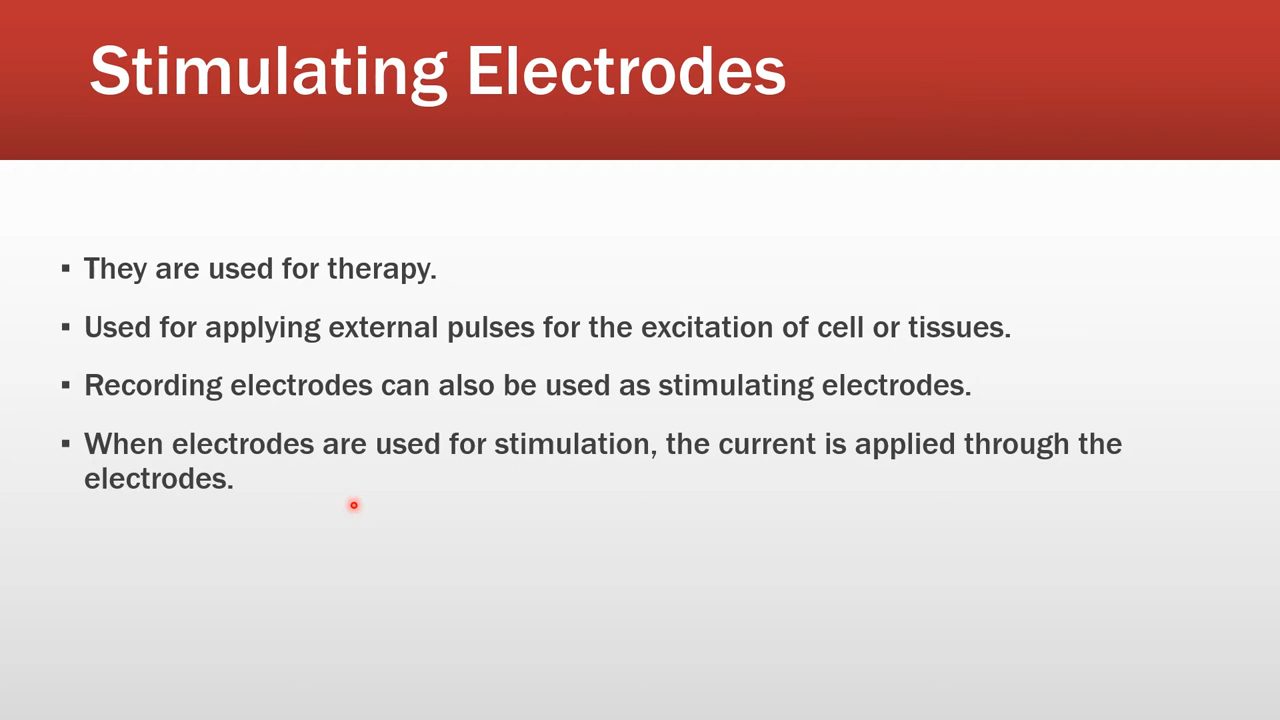 Stimulating Electrodes
▪ They are used for therapy.
▪ Used for applying external pulses for the excitation of cell or tissues.
▪ Recording electrodes can also be used as stimulating electrodes.
▪ When electrodes are used for stimulation, the current is applied through the
electrodes.